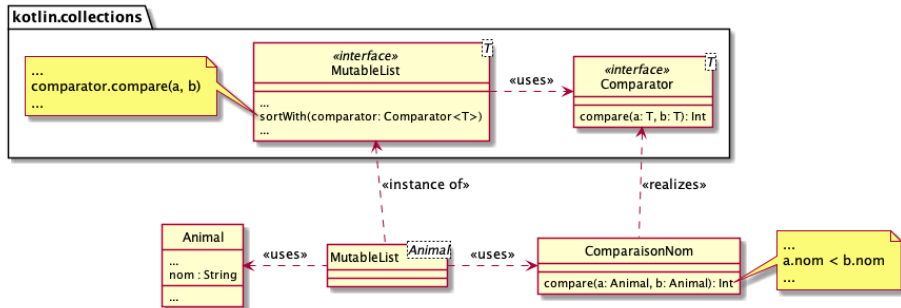 kotlin.collections
...
comparator.compare(a, b)
...
«interface»
MutableList
T
...
sortWith(comparator: Comparator<T>)
...
«uses»
«interface»
Comparator
T
compare(a: T, b: T): Int
«instance of»
«realizes»
Animal
...
nom : String
...
«uses»
MutableList
Animal
«uses»
ComparaisonNom
compare(a: Animal, b: Animal): Int
...
a.nom < b.nom
...